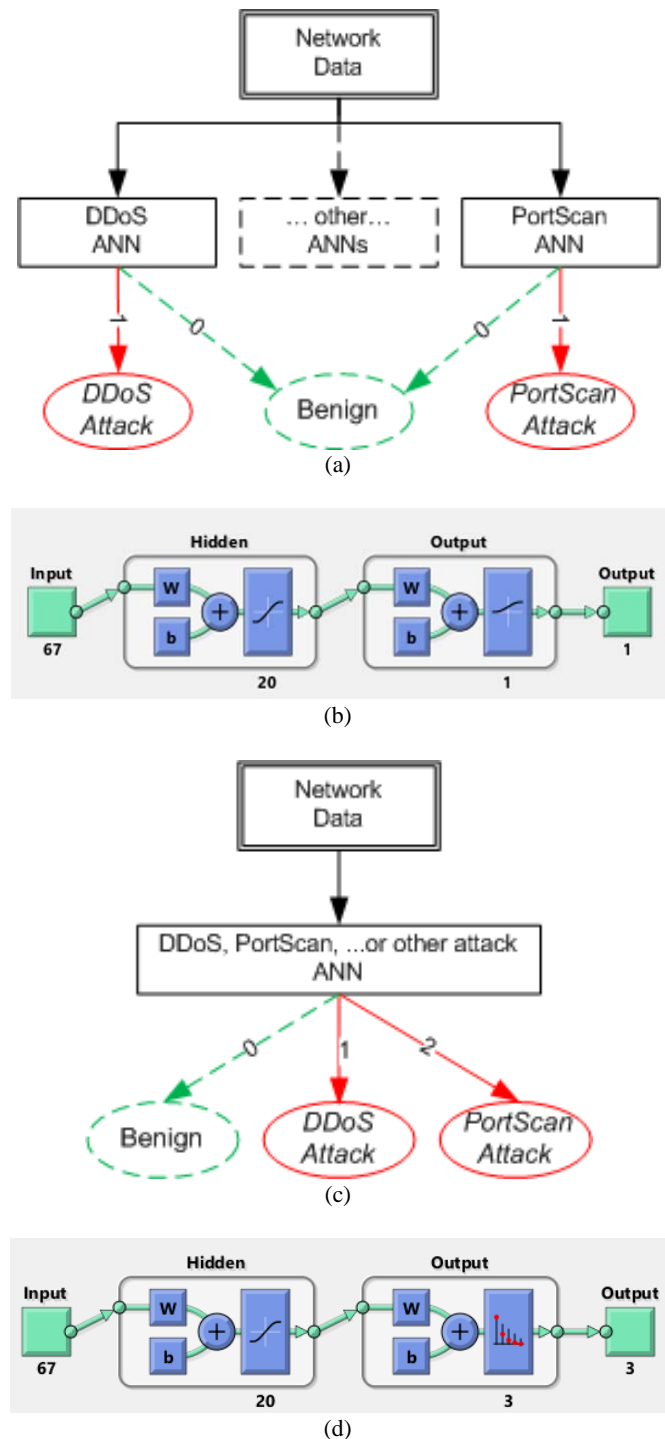 Network
Data
DDoS
ANN
... other...
ANNs
PortScan
ANN
1
0
0
1
DDoS
Attack
Benign
PortScan
Attack
(a)
Hidden
Output
Input
Output
W
b
+
W
b
+
67
20
1
1
(b)
Network
Data
DDoS, PortScan, ...or other attack
ANN
0
1
2
Benign
DDoS
Attack
PortScan
Attack
(c)
Hidden
Output
Input
Output
W
b
+
W
b
+
67
20
3
3
(d)